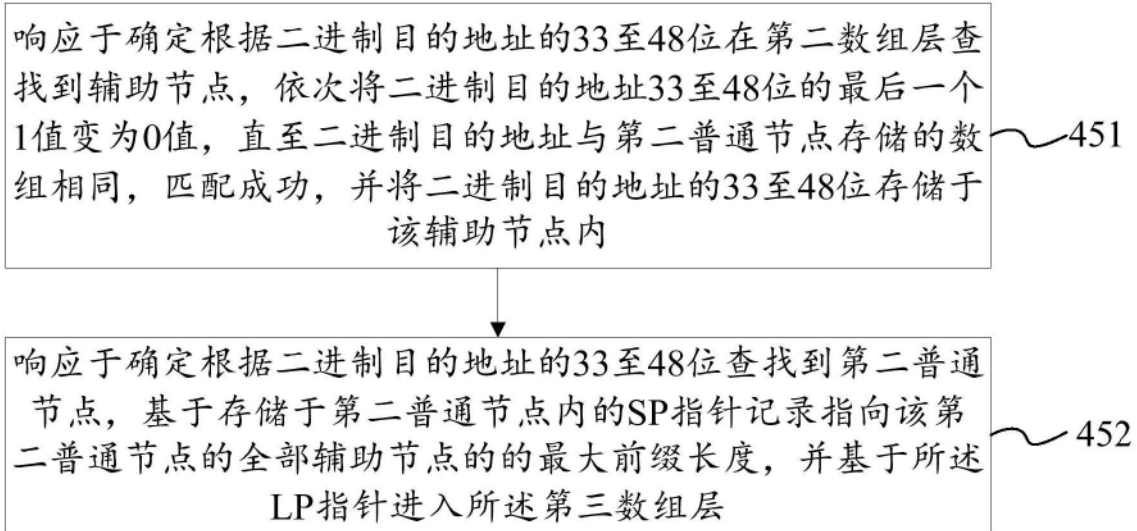 响应于确定根据二进制目的地址的33至48位在第二数组层查
找到辅助节点，依次将二进制目的地址33至48位的最后一个
1值变为0值，直至二进制目的地址与第二普通节点存储的数
组相同，匹配成功，并将二进制目的地址的33至48位存储于
该辅助节点内
451
响应于确定根据二进制目的地址的33至48位查找到第二普通
节点，基于存储于第二普通节点内的SP指针记录指向该第
二普通节点的全部辅助节点的的最大前缀长度，并基于所述
LP指针进入所述第三数组层
452